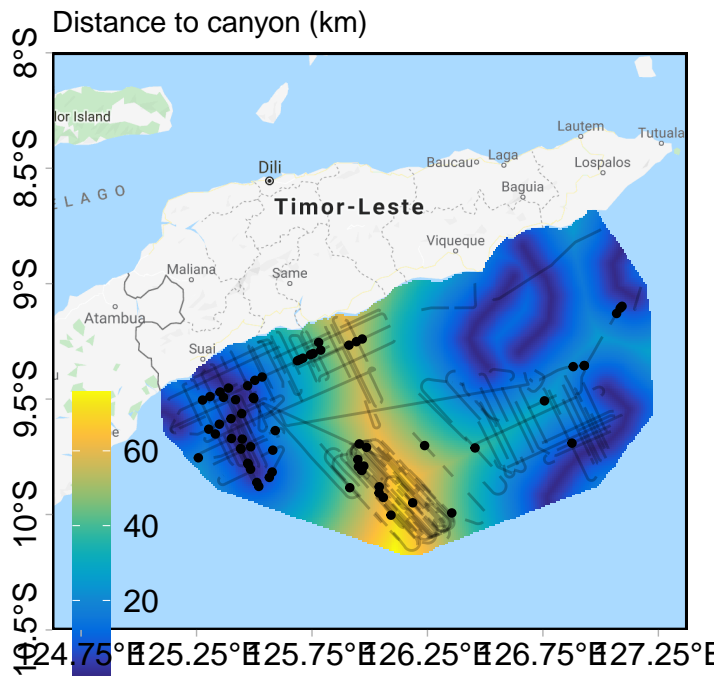 Distance to canyon (km)
8°S
8.5°S
9°S
9.5°S
10°S
10.5°S
lor Island
ELAGO
Dili
Timor-Leste
Lautem
Tutuala
Baucau
Laga
Lospalos
Baguia
Viqueque
Maliana
Same
Atambua
Suai
e
60
40
20
124.75°E
125.25°E
125.75°E
126.25°E
126.75°E
127.25°E